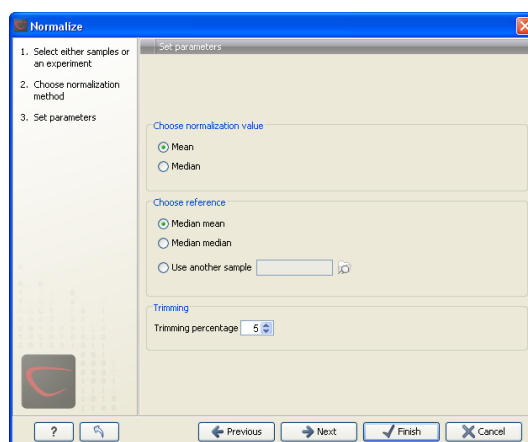 Normalize
1. Select either samples or
an experiment
2. Choose normalization
method
3. Set parameters
Set parameters
Choose normalization value
Mean
Median
Choose reference
Median mean
Median median
Use another sample
Trimming
Trimming percentage 5
? Previous Next Finish Cancel